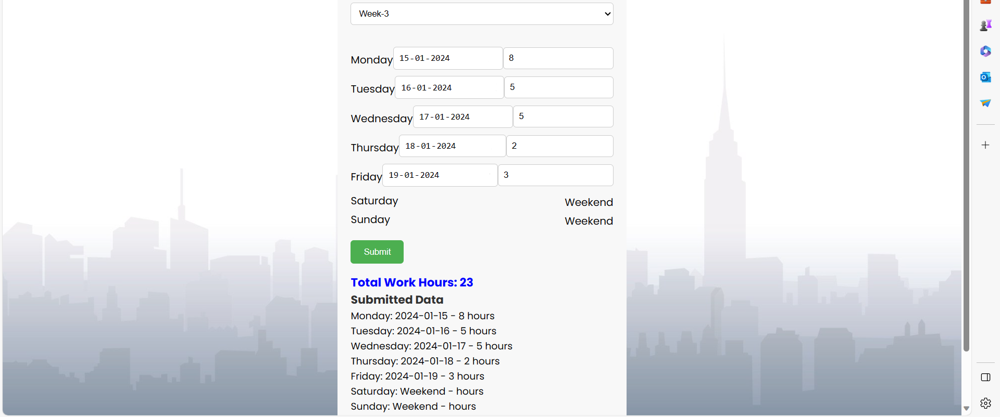 Week-3
Monday 15-01-2024 8
Tuesday 16-01-2024 5
Wednesday 17-01-2024 5
Thursday 18-01-2024 2
Friday 19-01-2024 3
Saturday Weekend
Sunday Weekend
Submit
Total Work Hours: 23
Submitted Data
Monday: 2024-01-15 - 8 hours
Tuesday: 2024-01-16 - 5 hours
Wednesday: 2024-01-17 - 5 hours
Thursday: 2024-01-18 - 2 hours
Friday: 2024-01-19 - 3 hours
Saturday: Weekend - hours
Sunday: Weekend - hours